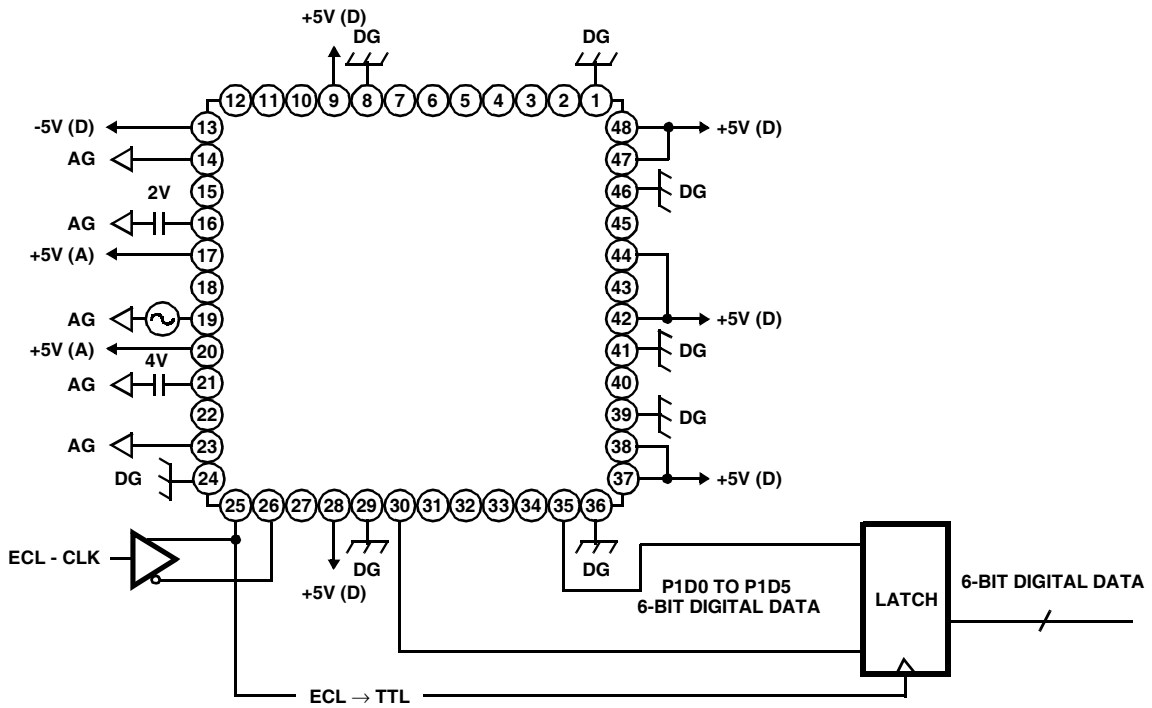 +5V (D)
DG
DG
12 11 10 9 8 7 6 5 4 3 2 1
-5V (D) 13
AG 14
15
2V
AG 16
+5V (A) 17
18
AG 19
+5V (A) 20
4V
AG 21
22
AG 23
DG 24
48 +5V (D)
47
46 DG
45
44
43
42 +5V (D)
41 DG
40
39 DG
38
37 +5V (D)
25 26 27 28 29 30 31 32 33 34 35 36
ECL - CLK
+5V (D)
DG
DG
P1D0 TO P1D5
6-BIT DIGITAL DATA
LATCH
6-BIT DIGITAL DATA
ECL → TTL